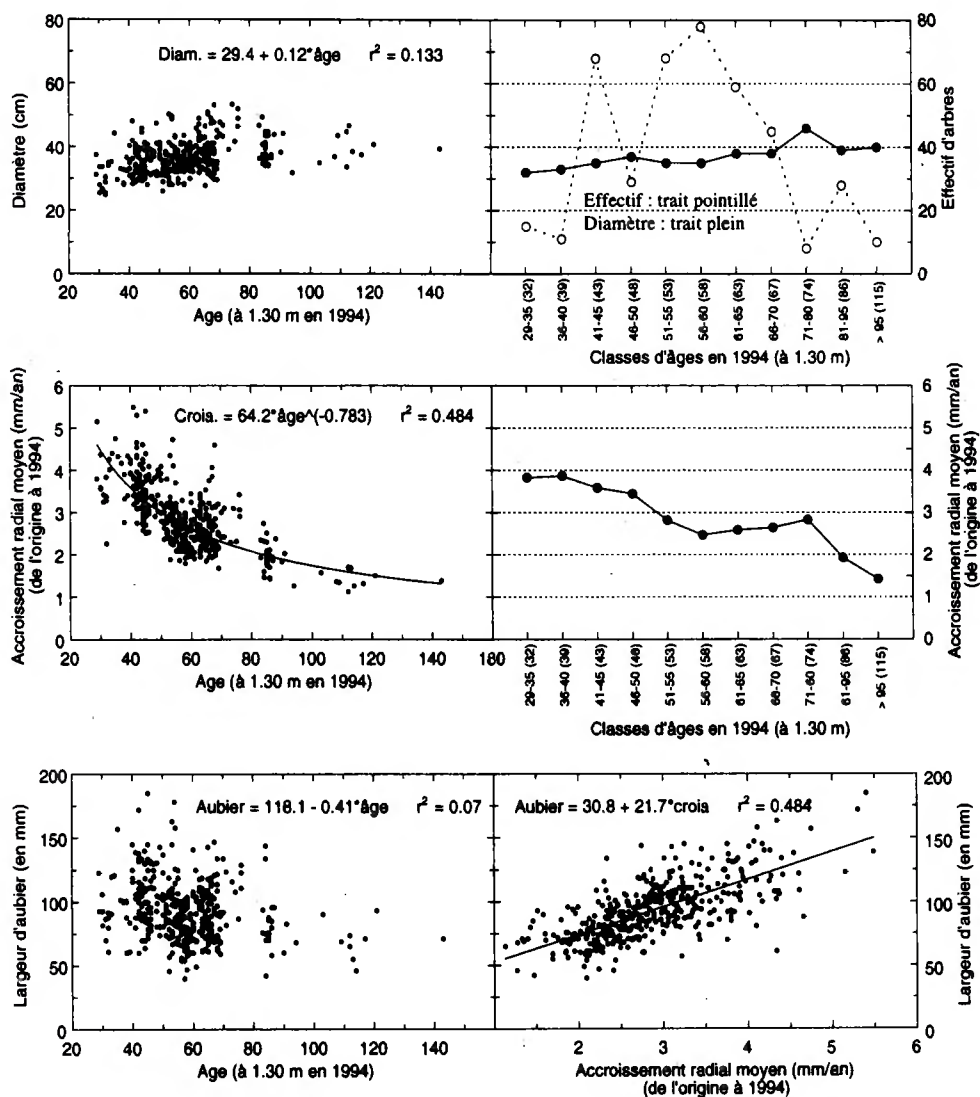 Diam. = 29.4 + 0.12*âge r² = 0.133
Diamètre (cm)
80
60
40
20
0
20 40 60 80 100 120 140
Age (à 1.30 m en 1994)
Effectif : trait pointillé
Diamètre : trait plein
80
60
40
20
0
Effectif d'arbres
29-35 (32)
36-40 (39)
41-45 (43)
46-50 (48)
51-55 (53)
56-60 (58)
61-65 (63)
66-70 (67)
71-80 (74)
81-95 (86)
> 95 (115)
Classes d'âges en 1994 (à 1.30 m)
Crois. = 64.2*âge^(-0.783) r² = 0.484
Accroissement radial moyen (mm/an)
(de l'origine à 1994)
6
5
4
3
2
1
0
20 40 60 80 100 120 140 160 180
Age (à 1.30 m en 1994)
6
5
4
3
2
1
0
Accroissement radial moyen (mm/an)
(de l'origine à 1994)
29-35 (32)
36-40 (39)
41-45 (43)
46-50 (48)
51-55 (53)
56-60 (58)
61-65 (63)
66-70 (67)
71-60 (74)
61-95 (86)
> 95 (115)
Classes d'âges en 1994 (à 1.30 m)
Aubier = 118.1 - 0.41*âge r² = 0.07
Largeur d'aubier (en mm)
200
150
100
50
0
20 40 60 80 100 120 140
Age (à 1.30 m en 1994)
Aubier = 30.8 + 21.7*crois r² = 0.484
200
150
100
50
0
Largeur d'aubier (en mm)
2 3 4 5 6
Accroissement radial moyen (mm/an)
(de l'origine à 1994)